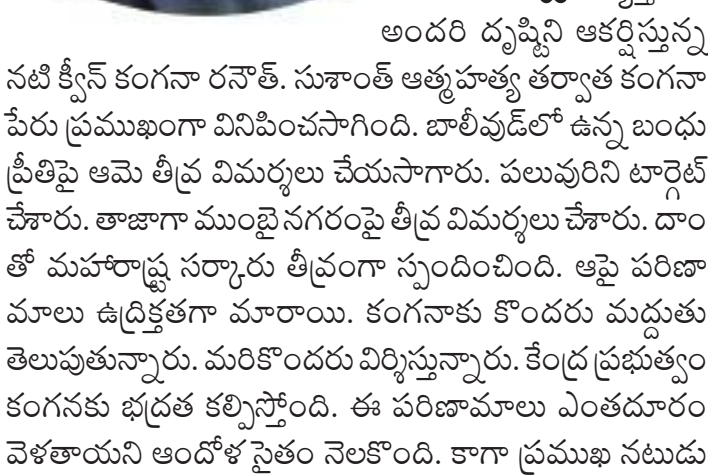 అందరి దృష్టిని ఆకర్షిస్తున్న
నటి క్వీన్ కంగనా రనౌత్. సుశాంత్ ఆత్మహత్య తర్వాత కంగనా
పేరు ప్రముఖంగా వినిపించసాగింది. బాలీవుడ్‌లో ఉన్న బంధు
ప్రీతిపై ఆమె తీవ్ర విమర్శలు చేయసాగారు. పలువురిని టార్గెట్
చేశారు. తాజాగా ముంబై నగరంపై తీవ్ర విమర్శలు చేశారు. దాం
తో మహారాష్ట్ర సర్కారు తీవ్రంగా స్పందించింది. ఆపై పరిణా
మాలు ఉద్రిక్తతగా మారాయి. కంగనాకు కొందరు మద్దుతు
తెలుపుతున్నారు. మరికొందరు విర్శిస్తున్నారు. కేంద్ర ప్రభుత్వం
కంగనకు భద్రత కల్పిస్తోంది. ఈ పరిణామాలు ఎంతదూరం
వెళతాయని ఆందోళ సైతం నెలకొంది. కాగా ప్రముఖ నటుడు